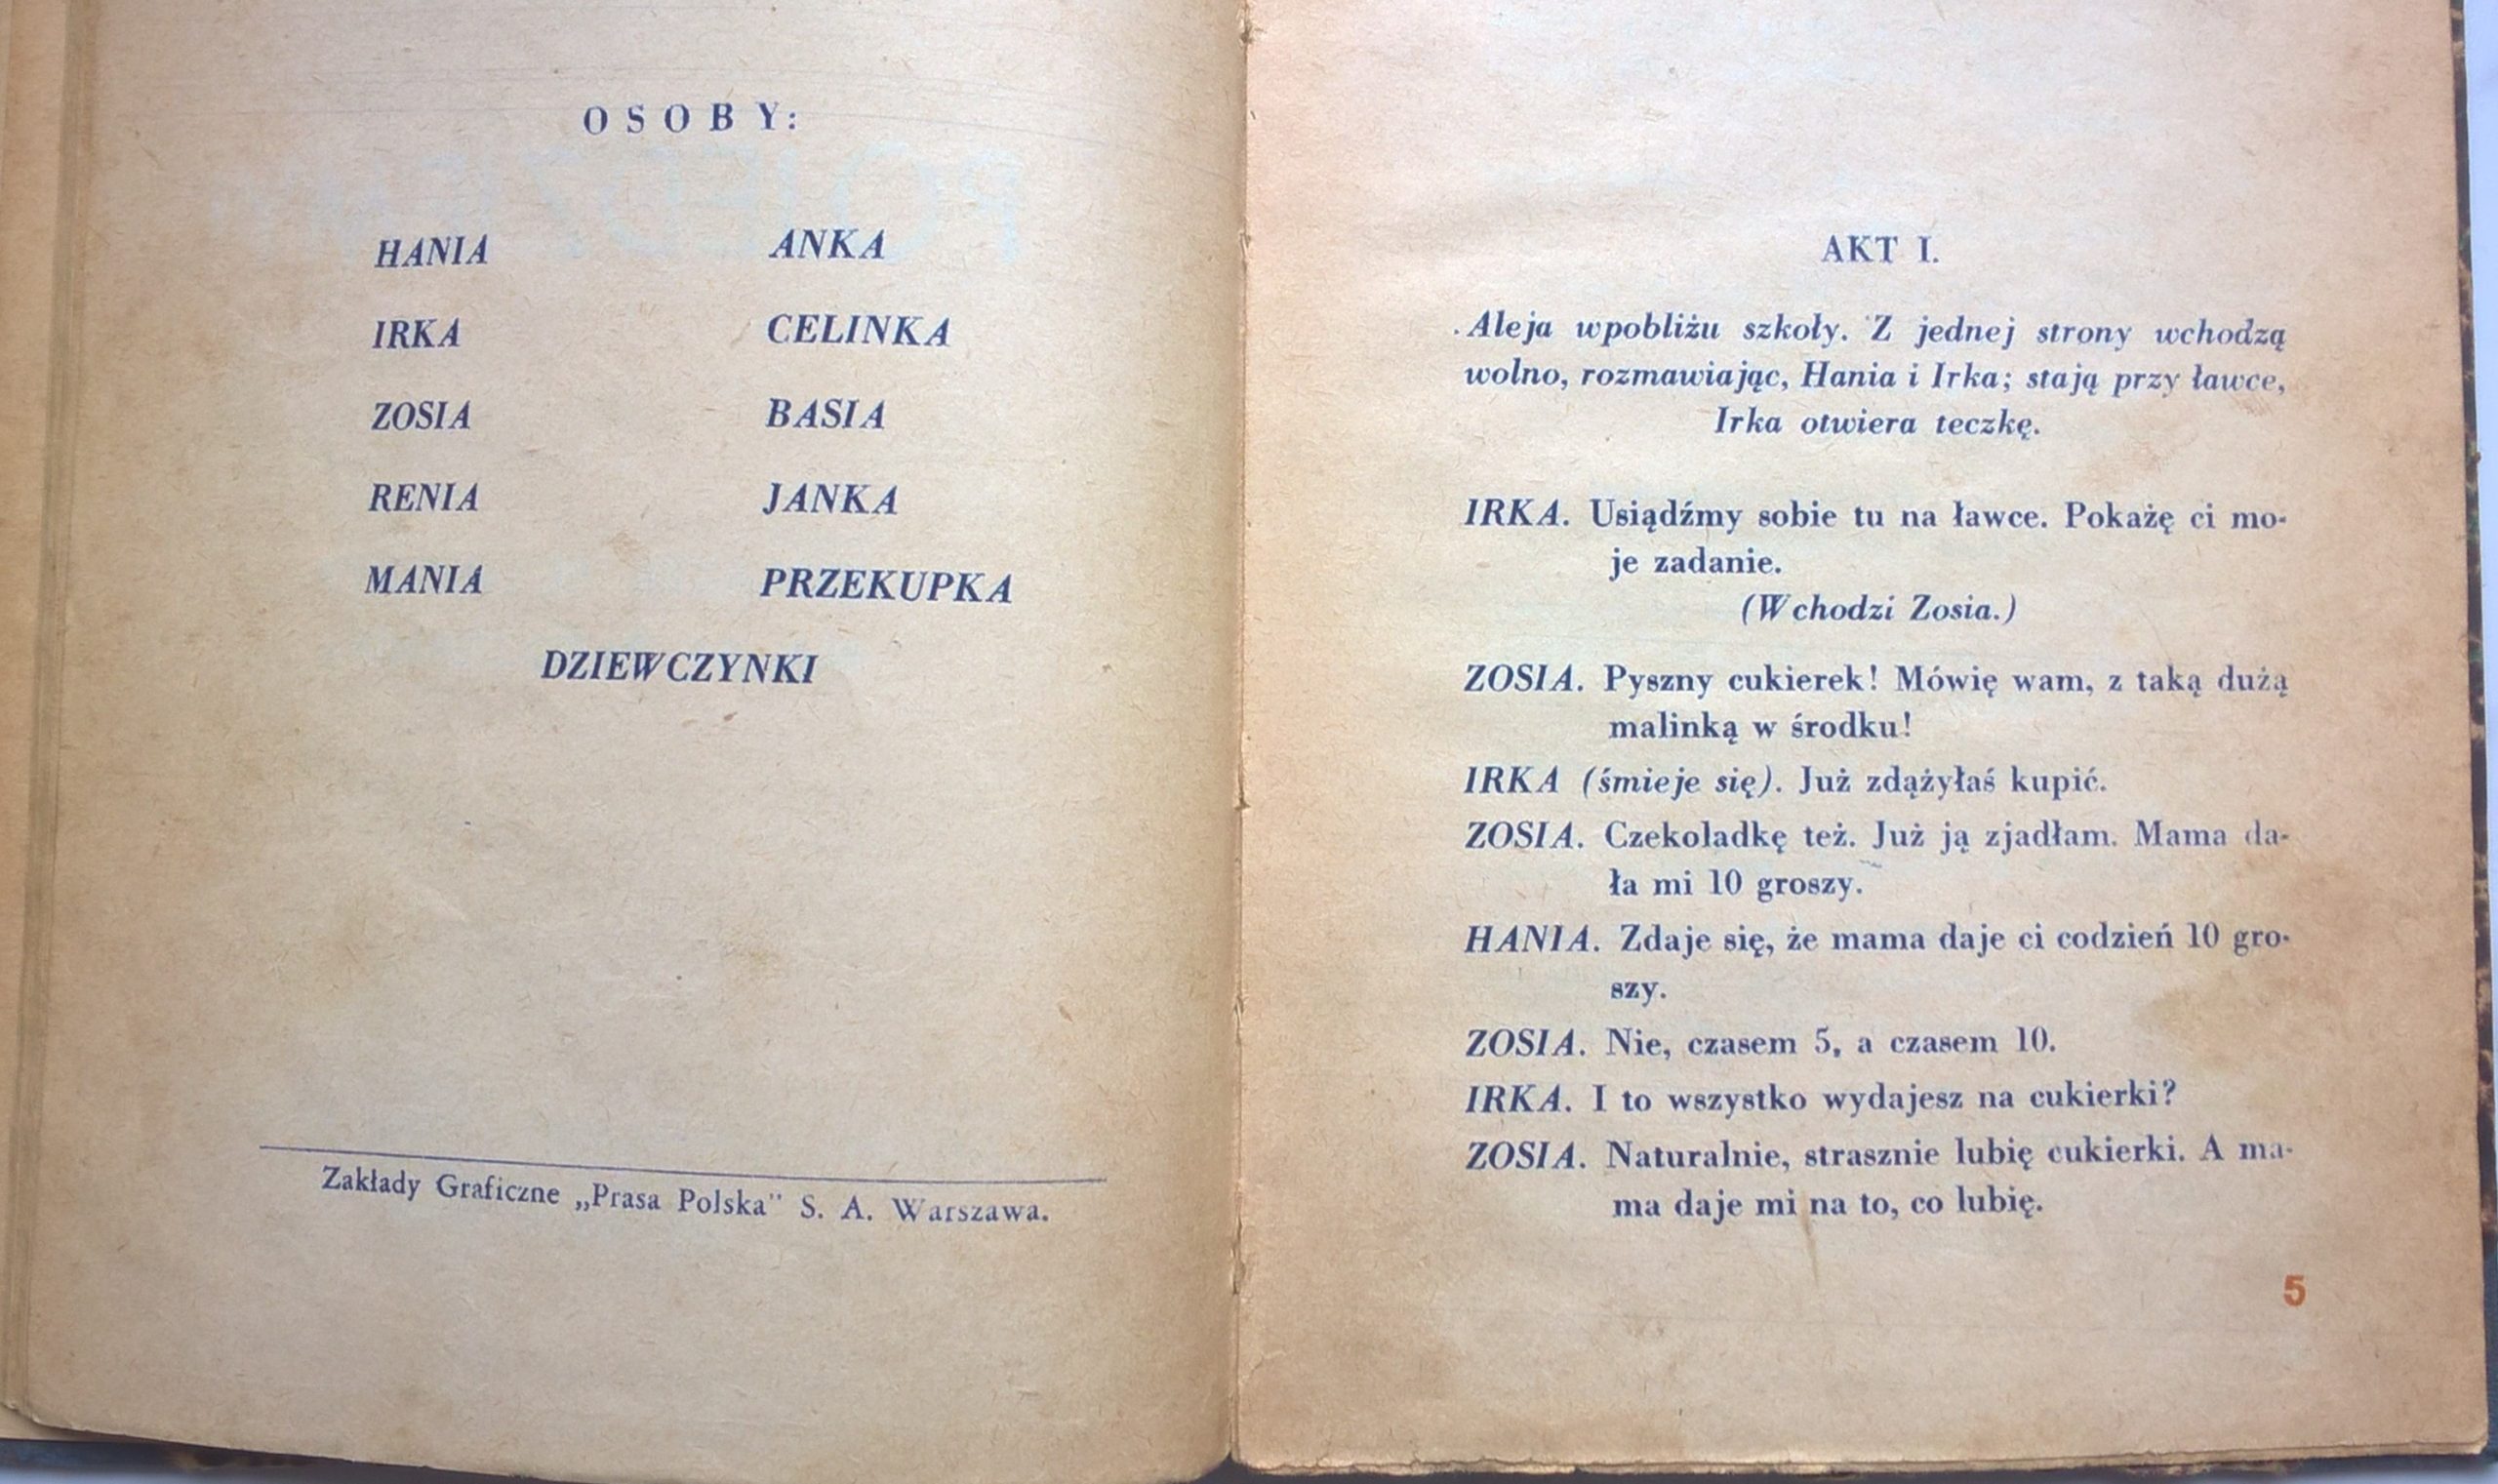 OSOBY:
HANIA
IRKA
ZOSIA
RENIA
MANIA
ANKA
CELINKA
BASIA
JANKA
PRZEKUPKA
DZIEWCZYNKI
Zakłady Graficzne „Prasa Polska" S. A. Warszawa.
AKT I.
Aleja wpobliżu szkoły. Z jednej strony wchodzą
wolno, rozmawiając, Hania i Irka; stają przy ławce,
Irka otwiera teczkę.
IRKA. Usiądźmy sobie tu na ławce. Pokażę ci mo-
je zadanie.
(Wchodzi Zosia.)
ZOSIA. Pyszny cukierek! Mówię wam, z taką dużą
malinką w środku!
IRKA (śmieje się). Już zdążyłaś kupić.
ZOSIA. Czekoladkę też. Już ją zjadłam. Mama da-
ła mi 10 groszy.
HANIA. Zdaje się, że mama daje ci codzień 10 gro-
szy.
ZOSIA. Nie, czasem 5, a czasem 10.
IRKA. I to wszystko wydajesz na cukierki?
ZOSIA. Naturalnie, strasznie lubię cukierki. A ma-
ma daje mi na to, co lubię.
5